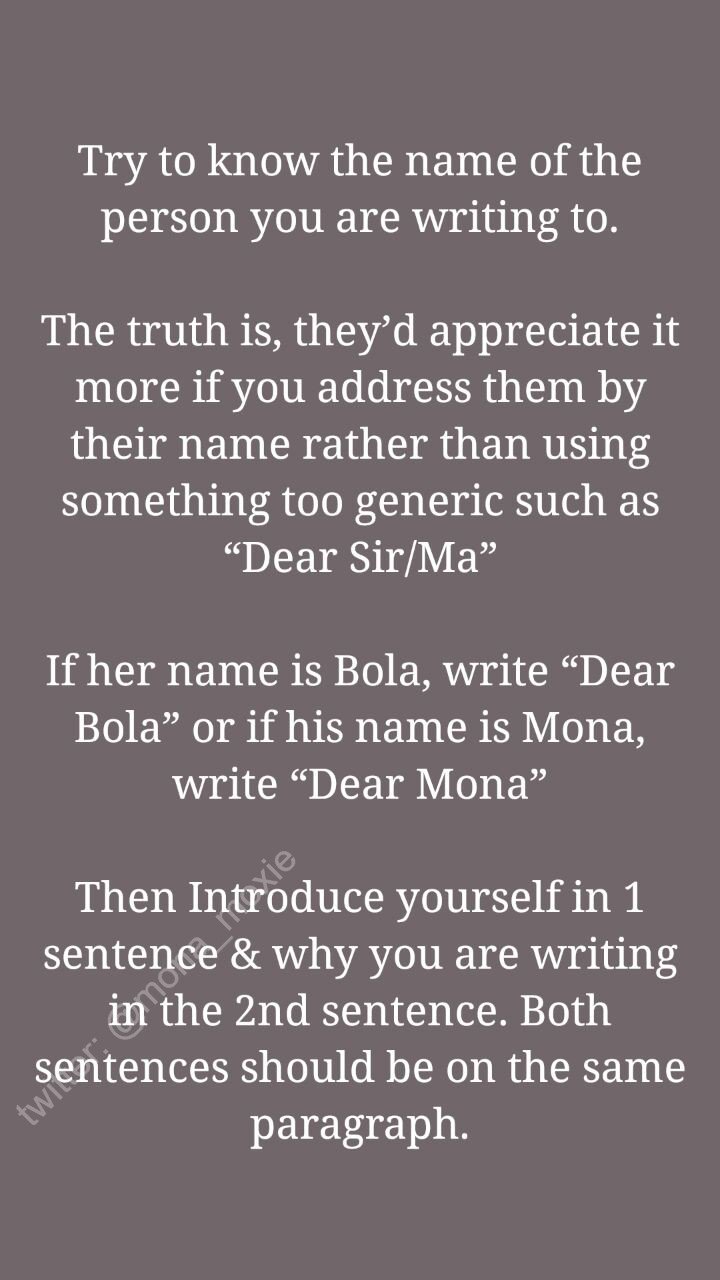 Try to know the name of the
person you are writing to.
The truth is, they’d appreciate it
more if you address them by
their name rather than using
something too generic such as
“Dear Sir/Ma”
If her name is Bola, write “Dear
Bola” or if his name is Mona,
write “Dear Mona”
Then Introduce yourself in 1
sentence & why you are writing
in the 2nd sentence. Both
sentences should be on the same
paragraph.
twitter: @mona_moxie